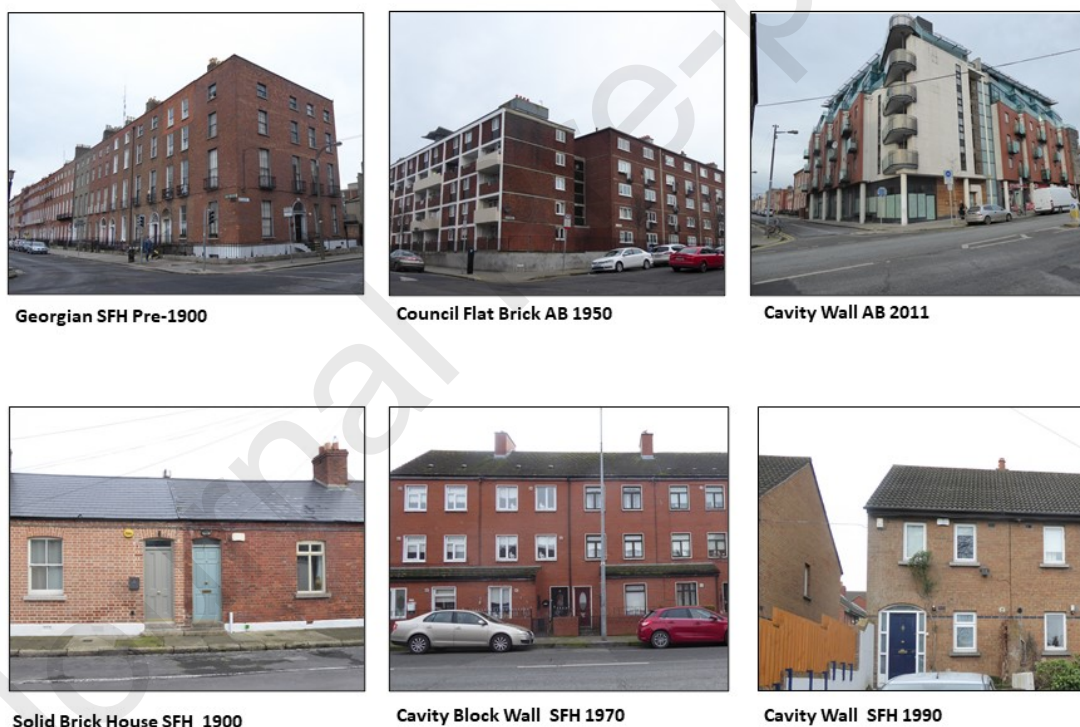 Georgian SFH Pre-1900
Council Flat Brick AB 1950
Cavity Wall AB 2011
Solid Brick House SFH 1900
Cavity Block Wall SFH 1970
Cavity Wall SFH 1990